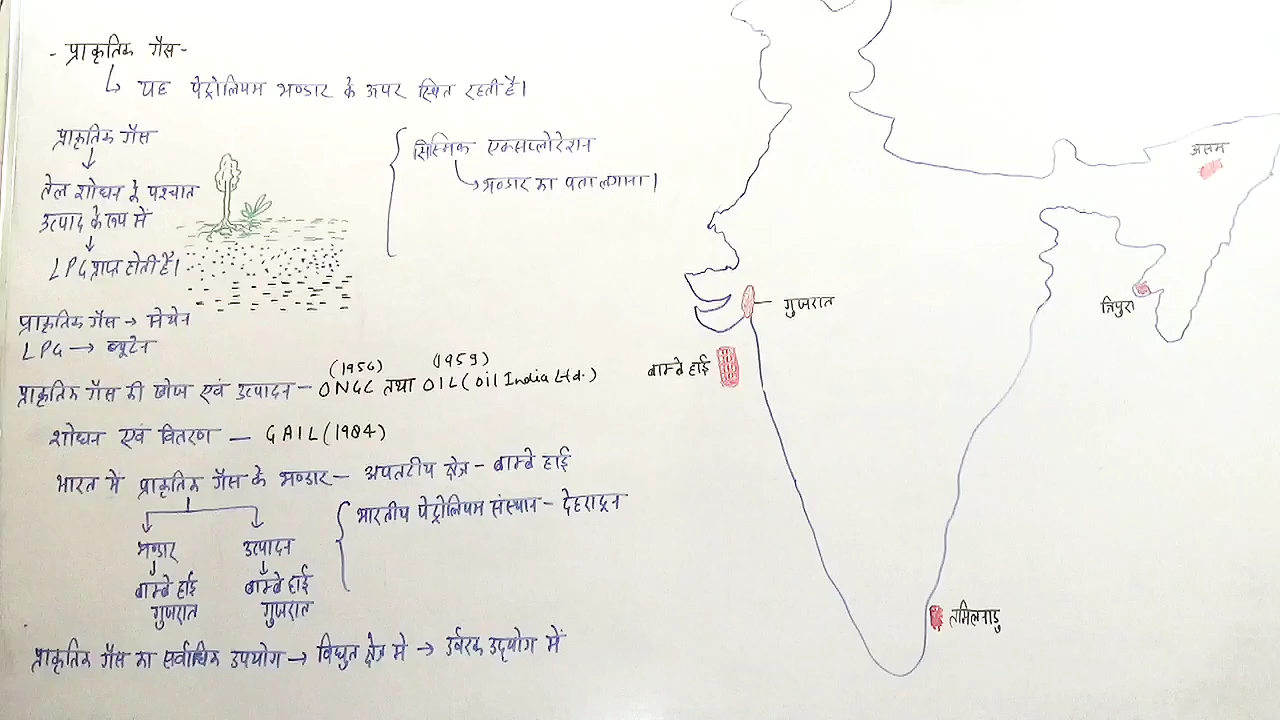 - प्राकृतिक गैस -
↳ यह पेट्रोलियम भण्डार के ऊपर स्थित रहती है।
प्राकृतिक गैस
↓
तेल शोधन के पश्चात
उत्पाद के रूप में
↓
LPG प्राप्त होती है।
सिस्मिक एक्सप्लोरेशन
↳ भण्डार का पता लगाना।
प्राकृतिक गैस → मेथेन
LPG → ब्यूटेन
(1956) (1959)
प्राकृतिक गैस की खोज एवं उत्पादन - ONGC तथा OIL (Oil India Ltd.)
शोधन एवं वितरण - GAIL (1984)
भारत में प्राकृतिक गैस के भण्डार - अपतटीय क्षेत्र - बाम्बे हाई
भण्डार उत्पादन
↓ ↓
बाम्बे हाई बाम्बे हाई
गुजरात गुजरात
भारतीय पेट्रोलियम संस्थान - देहरादून
प्राकृतिक गैस का सर्वाधिक उपयोग → विद्युत क्षेत्र में → उर्वरक उद्योग में
असम
त्रिपुरा
गुजरात
बाम्बे हाई
तमिलनाडु